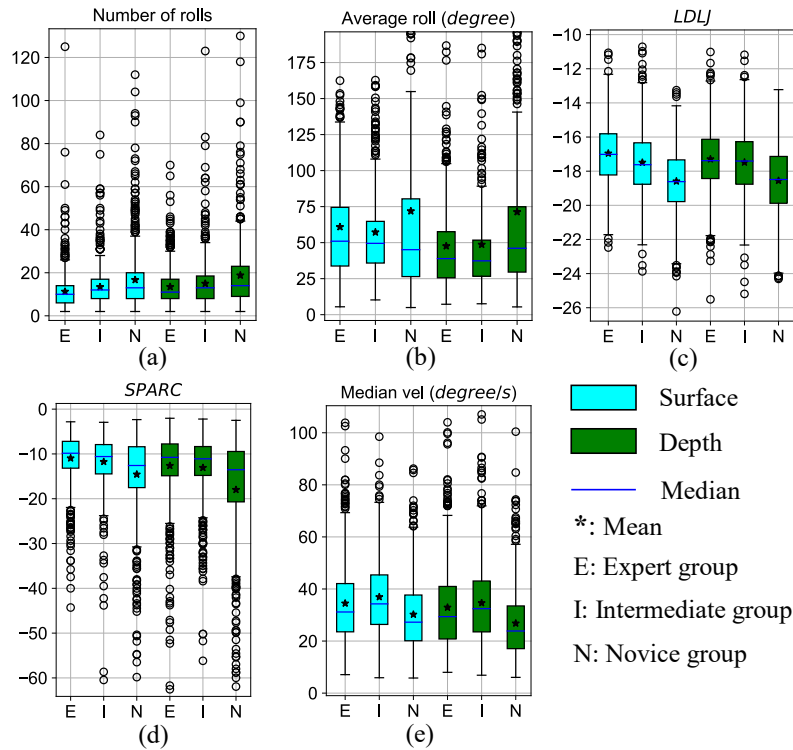 Number of rolls
120
100
80
60
40
20
0
E I N E I N
(a)
Average roll (degree)
175
150
125
100
75
50
25
0
E I N E I N
(b)
LDLJ
−10
−12
−14
−16
−18
−20
−22
−24
−26
E I N E I N
(c)
SPARC
0
−10
−20
−30
−40
−50
−60
E I N E I N
(d)
Median vel (degree/s)
100
80
60
40
20
0
E I N E I N
(e)
Surface
Depth
Median
*: Mean
E: Expert group
I: Intermediate group
N: Novice group